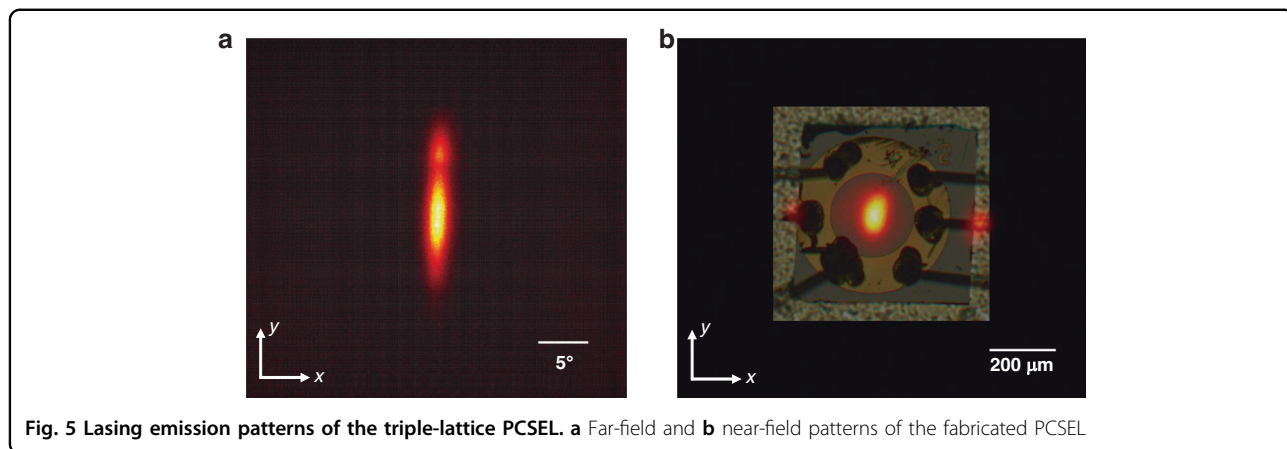 a
b
y
x
5°
y
x
200 μm
Fig. 5 Lasing emission patterns of the triple-lattice PCSEL. a Far-field and b near-field patterns of the fabricated PCSEL